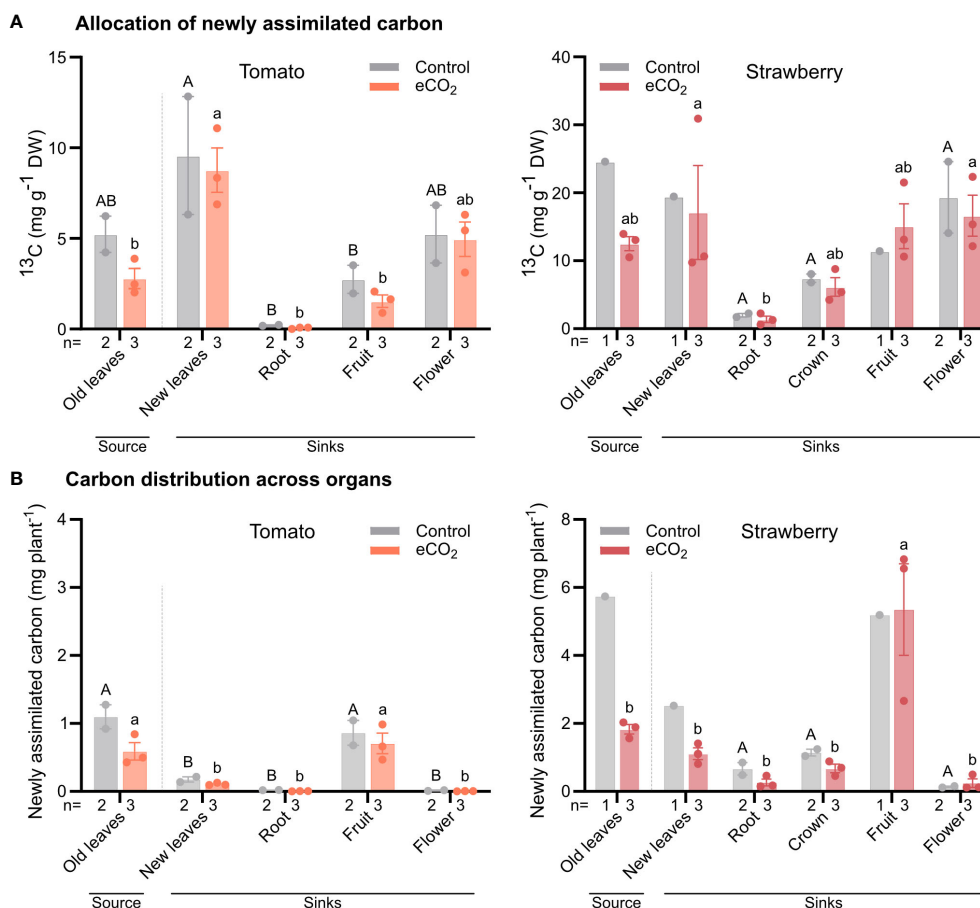 A Allocation of newly assimilated carbon
Tomato
Control
eCO2
13C (mg g-1 DW)
15
10
5
0
AB
b
A
a
B
b
B
b
AB
ab
n= 2 3 2 3 2 3 2 3 2 3
Old leaves
New leaves
Root
Fruit
Flower
Source
Sinks
Strawberry
Control
eCO2
13C (mg g-1 DW)
40
30
20
10
0
ab
a
A
b
A
ab
ab
A
a
n= 1 3 1 3 2 3 2 3 1 3 2 3
Old leaves
New leaves
Root
Crown
Fruit
Flower
Source
Sinks
B Carbon distribution across organs
Tomato
Control
eCO2
Newly assimilated carbon (mg plant-1)
4
3
2
1
0
A
a
B
b
B
b
A
a
B
b
n= 2 3 2 3 2 3 2 3 2 3
Old leaves
New leaves
Root
Fruit
Flower
Source
Sinks
Strawberry
Control
eCO2
Newly assimilated carbon (mg plant-1)
8
6
4
2
0
b
b
A
b
A
b
a
A
b
n= 1 3 1 3 2 3 2 3 1 3 2 3
Old leaves
New leaves
Root
Crown
Fruit
Flower
Source
Sinks